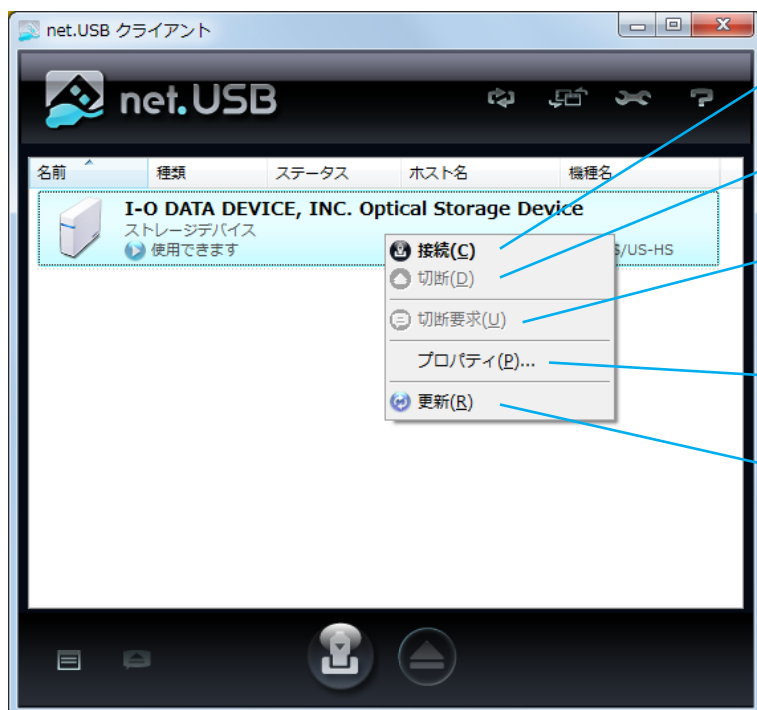 net.USB クライアント
net.USB
名前 種類 ステータス ホスト名 機種名
I-O DATA DEVICE, INC. Optical Storage Device
ストレージデバイス
使用できます /US-HS
接続(C)
切断(D)
切断要求(U)
プロパティ(P)...
更新(R)